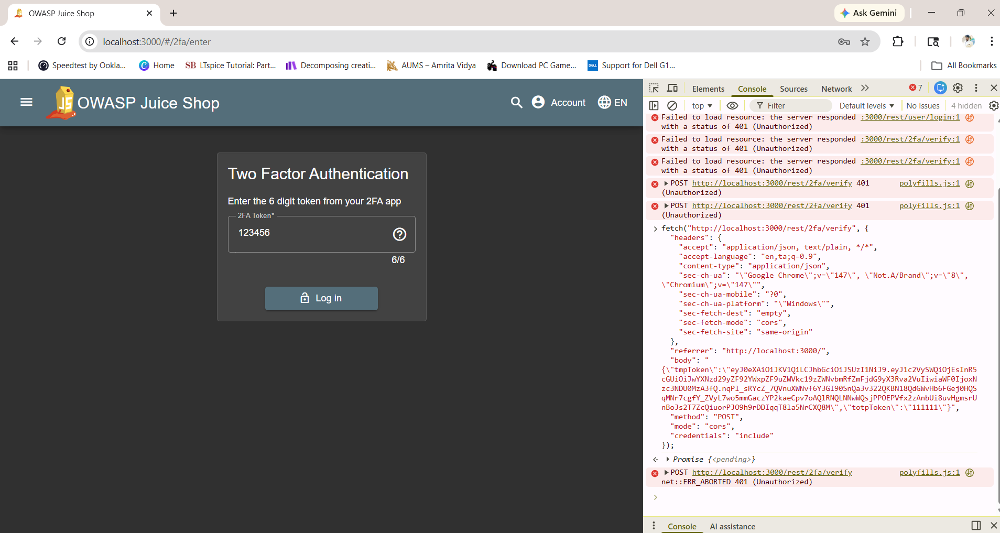 OWASP Juice Shop
Ask Gemini
localhost:3000/#/2fa/enter
Speedtest by Ookla...
Home
SB LTspice Tutorial: Part...
Decomposing creati...
AUMS – Amrita Vidya
Download PC Game...
DELL Support for Dell G1...
All Bookmarks
JS OWASP Juice Shop
Account
EN
Two Factor Authentication
Enter the 6 digit token from your 2FA app
2FA Token*
123456
6/6
Log in
Elements
Console
Sources
Network
7
top
Filter
Default levels
No Issues
4 hidden
Failed to load resource: the server responded :3000/rest/user/login:1
with a status of 401 (Unauthorized)
Failed to load resource: the server responded :3000/rest/2fa/verify:1
with a status of 401 (Unauthorized)
Failed to load resource: the server responded :3000/rest/2fa/verify:1
with a status of 401 (Unauthorized)
POST http://localhost:3000/rest/2fa/verify 401 polyfills.js:1
(Unauthorized)
POST http://localhost:3000/rest/2fa/verify 401 polyfills.js:1
(Unauthorized)
fetch("http://localhost:3000/rest/2fa/verify", {
"headers": {
"accept": "application/json, text/plain, */*",
"accept-language": "en,ta;q=0.9",
"content-type": "application/json",
"sec-ch-ua": "\"Google Chrome\";v=\"147\", \"Not.A/Brand\";v=\"8\",
\"Chromium\";v=\"147\"",
"sec-ch-ua-mobile": "?0",
"sec-ch-ua-platform": "\"Windows\"",
"sec-fetch-dest": "empty",
"sec-fetch-mode": "cors",
"sec-fetch-site": "same-origin"
},
"referrer": "http://localhost:3000/",
"body": "
{\"tmpToken\":\"eyJ0eXAiOiJKV1QiLCJhbGciOiJSUzI1NiJ9.eyJ1c2VySWQiOjEsInR5
cGUiOiJwYXNzd29yZF92YWxpZF9uZWVkc19zZWNvbmRfZmFjdG9yX3Rva2VuIiwiaWF0IjoxN
zc3NDU0MzA3fQ.nqPl_sRYcZ_7QVnuXWNvf6Y3GI90SnQa3v322QKBN18QdGWvHb6FGej0HQS
qMNr7cgfY_ZVyL7wo5mmGaczYP2kaeCpv7oAQlRNQLNNwWQsjPPOEPVfx2zAnbUi8uvHgmsrU
nBoJs2T7ZcQiuorPJO9h9rDDIqqT8la5NrCXQ8M\",\"totpToken\":\"111111\"}",
"method": "POST",
"mode": "cors",
"credentials": "include"
});
Promise {<pending>}
POST http://localhost:3000/rest/2fa/verify polyfills.js:1
net::ERR_ABORTED 401 (Unauthorized)
Console
AI assistance